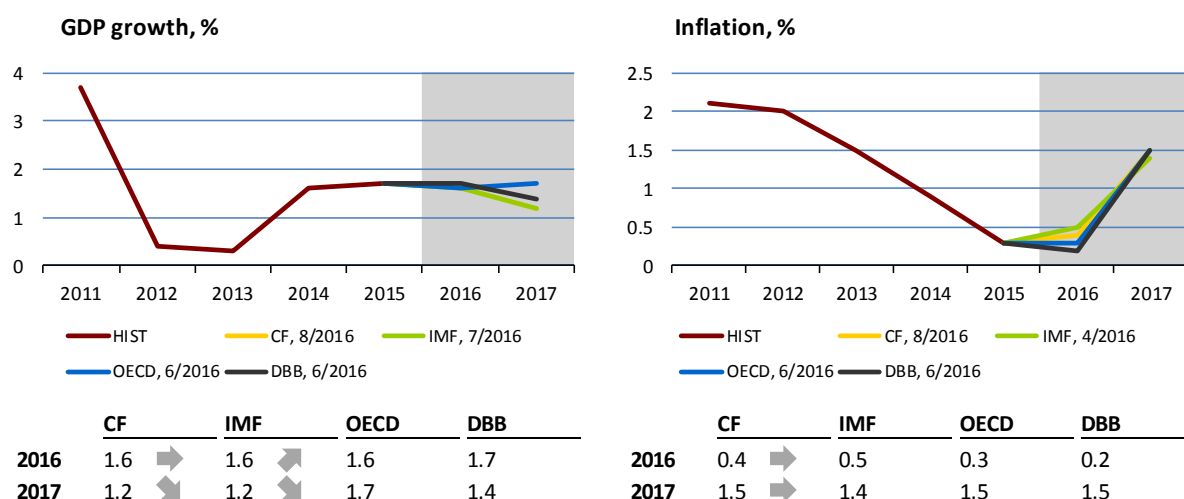 GDP growth, %
4
3
2
1
0
2011 2012 2013 2014 2015 2016 2017
HIST CF, 8/2016 IMF, 7/2016
OECD, 6/2016 DBB, 6/2016
CF IMF OECD DBB
2016 1.6 1.6 1.6 1.7
2017 1.2 1.2 1.7 1.4
Inflation, %
2.5
2
1.5
1
0.5
0
2011 2012 2013 2014 2015 2016 2017
HIST CF, 8/2016 IMF, 4/2016
OECD, 6/2016 DBB, 6/2016
CF IMF OECD DBB
2016 0.4 0.5 0.3 0.2
2017 1.5 1.4 1.5 1.5